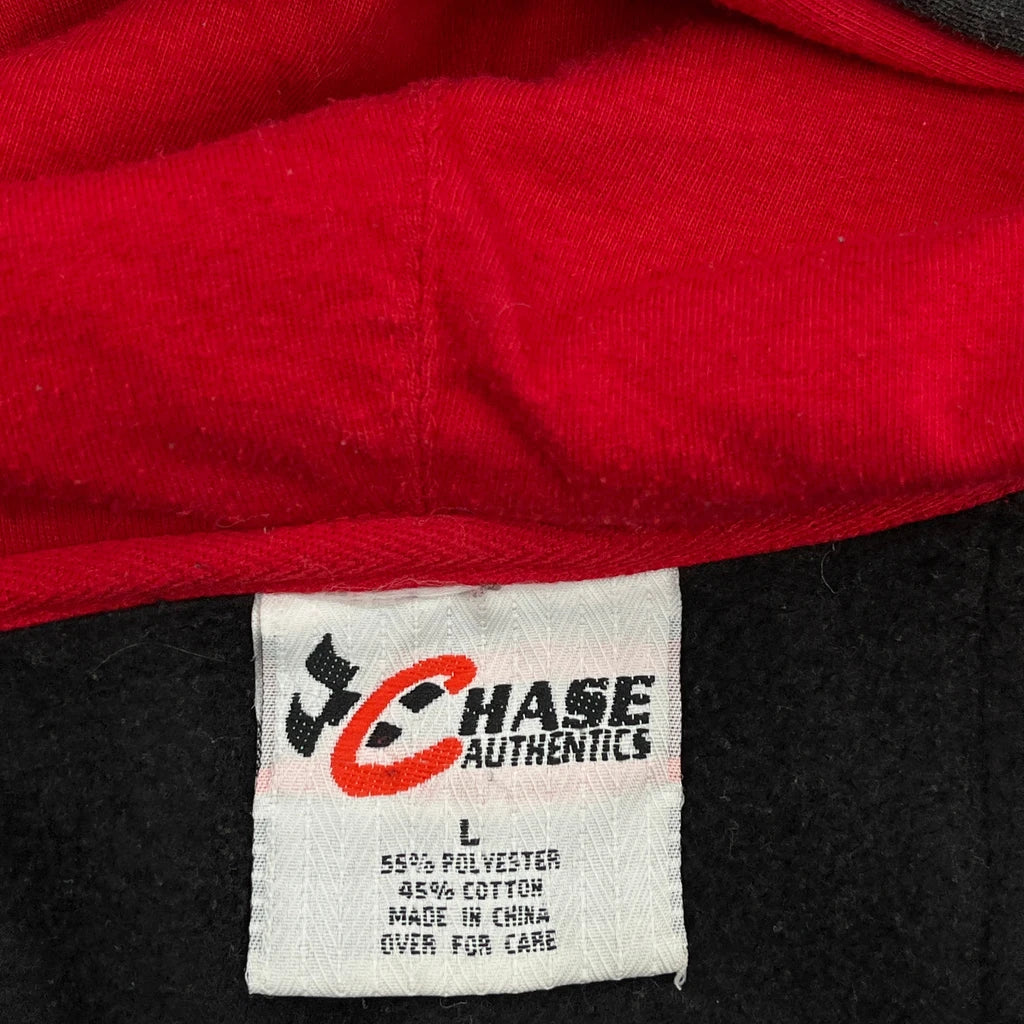 CHASE
AUTHENTICS
L
55% POLYESTER
45% COTTON
MADE IN CHINA
OVER FOR CARE